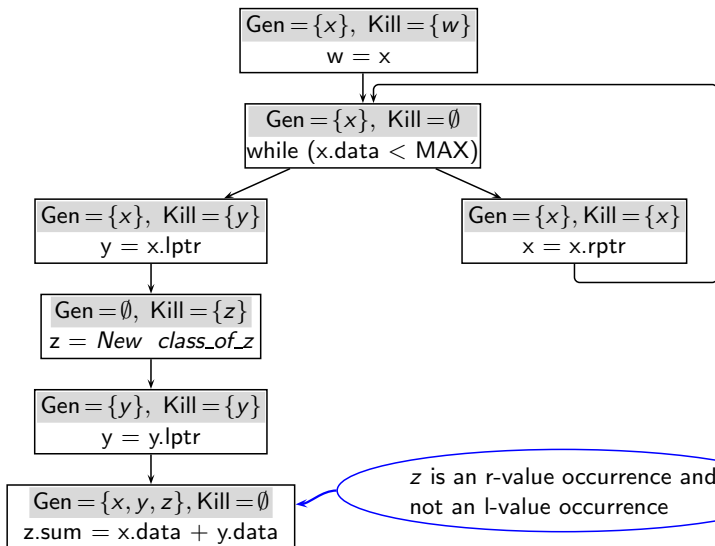 Gen = {x}, Kill = {w}
w = x
Gen = {x}, Kill = ∅
while (x.data < MAX)
Gen = {x}, Kill = {y}
y = x.lptr
Gen = {x}, Kill = {x}
x = x.rptr
Gen = ∅, Kill = {z}
z = New class_of_z
Gen = {y}, Kill = {y}
y = y.lptr
Gen = {x, y, z}, Kill = ∅
z.sum = x.data + y.data
z is an r-value occurrence and
not an l-value occurrence